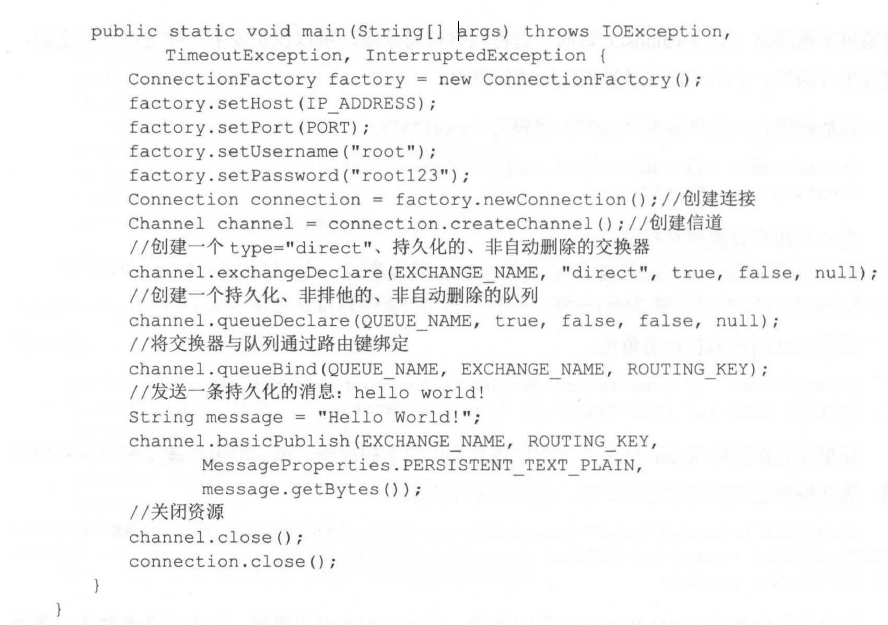 public static void main(String[] args) throws IOException,
TimeoutException, InterruptedException {
ConnectionFactory factory = new ConnectionFactory();
factory.setHost(IP_ADDRESS);
factory.setPort(PORT);
factory.setUsername("root");
factory.setPassword("root123");
Connection connection = factory.newConnection();//创建连接
Channel channel = connection.createChannel();//创建信道
//创建一个 type="direct"、持久化的、非自动删除的交换器
channel.exchangeDeclare(EXCHANGE_NAME, "direct", true, false, null);
//创建一个持久化、非排他的、非自动删除的队列
channel.queueDeclare(QUEUE_NAME, true, false, false, null);
//将交换器与队列通过路由键绑定
channel.queueBind(QUEUE_NAME, EXCHANGE_NAME, ROUTING_KEY);
//发送一条持久化的消息：hello world!
String message = "Hello World!";
channel.basicPublish(EXCHANGE_NAME, ROUTING_KEY,
MessageProperties.PERSISTENT_TEXT_PLAIN,
message.getBytes());
//关闭资源
channel.close();
connection.close();
}
}